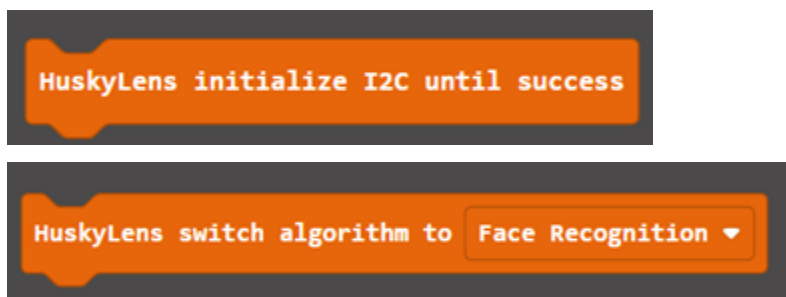 HuskyLens initialize I2C until success
HuskyLens switch algorithm to Face Recognition